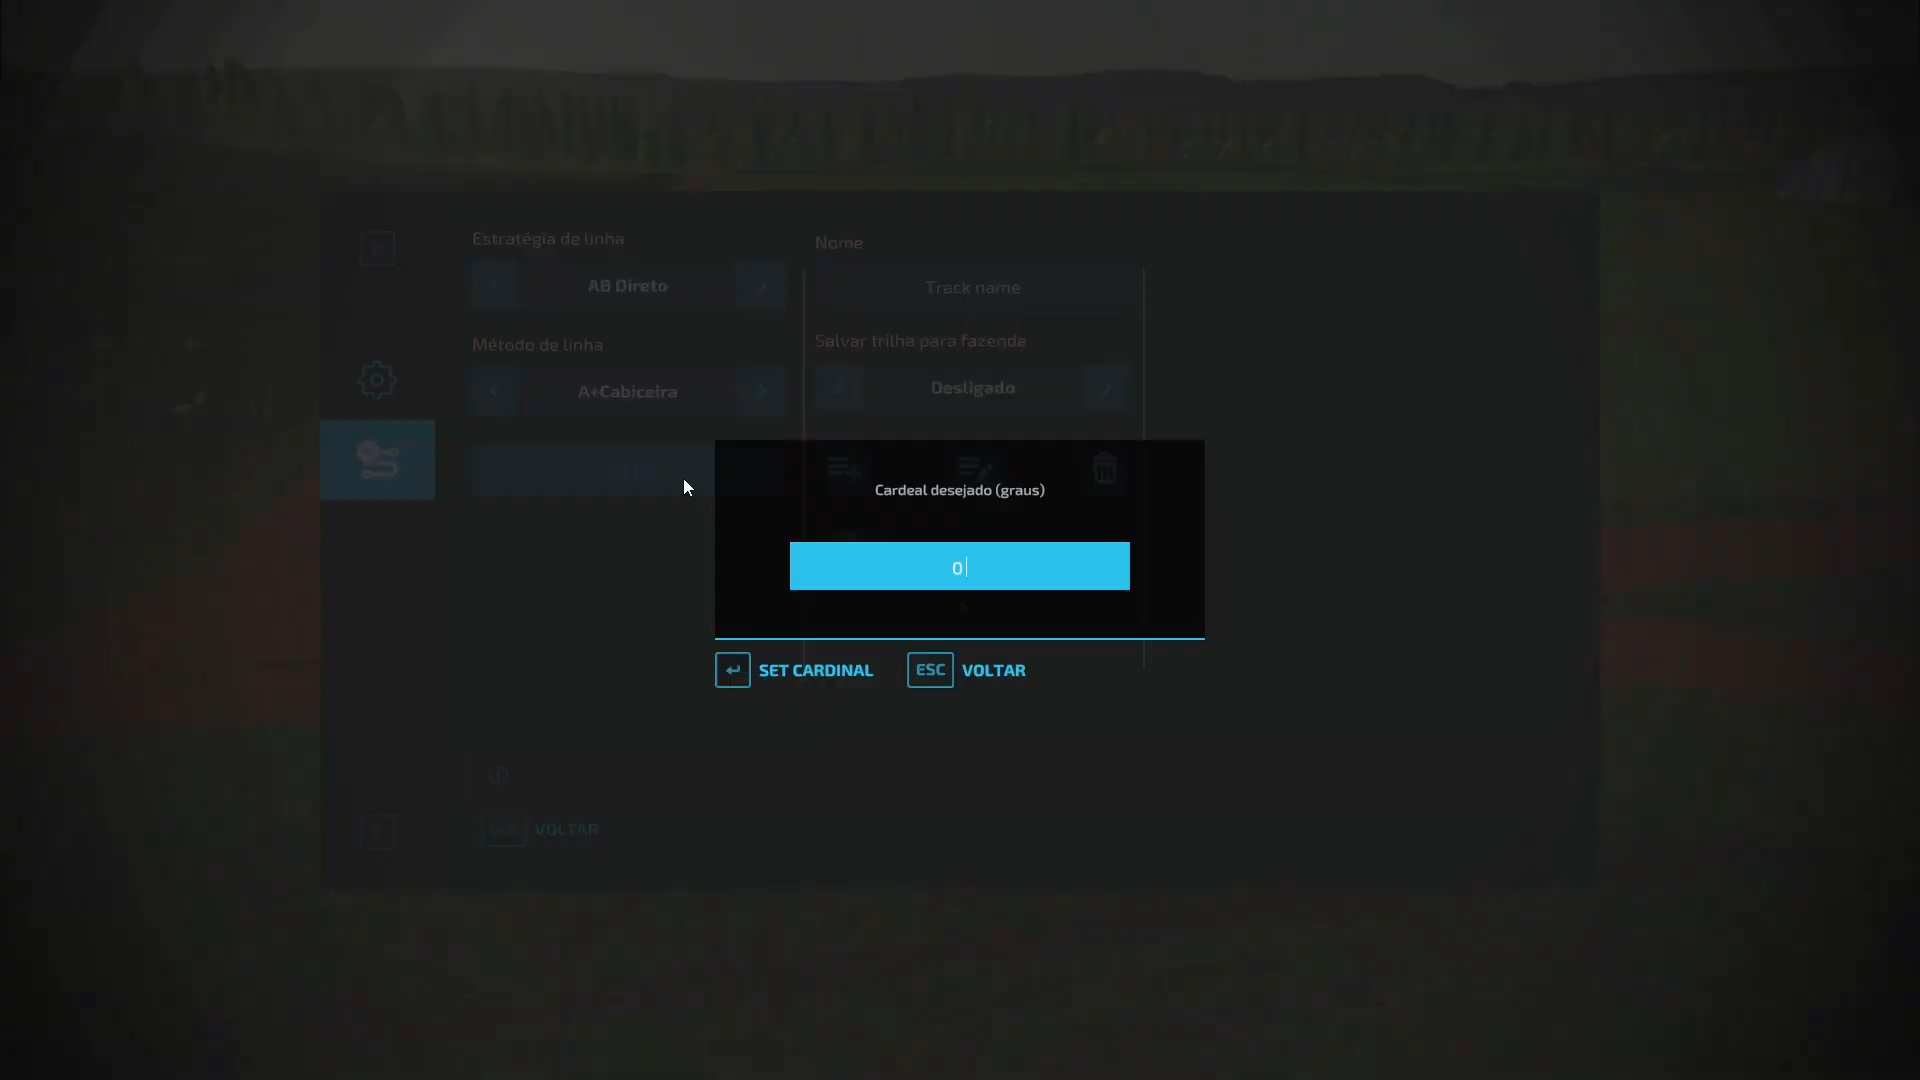 Estratégia de linha
AB Direto
Método de linha
A+Cabiceira
Nome
Track name
Salvar trilha para fazenda
Desligado
Cardeal desejado (graus)
0
SET CARDINAL
ESC VOLTAR
VOLTAR